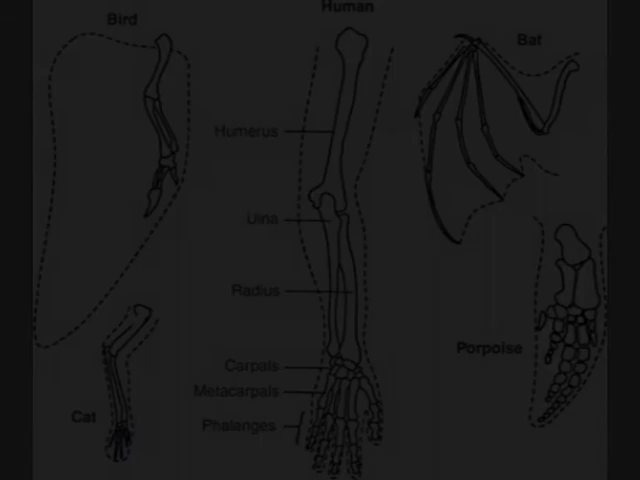 Human
Bird
Bat
Humerus
Ulna
Radius
Porpoise
Carpals
Metacarpals
Cat
Phalanges